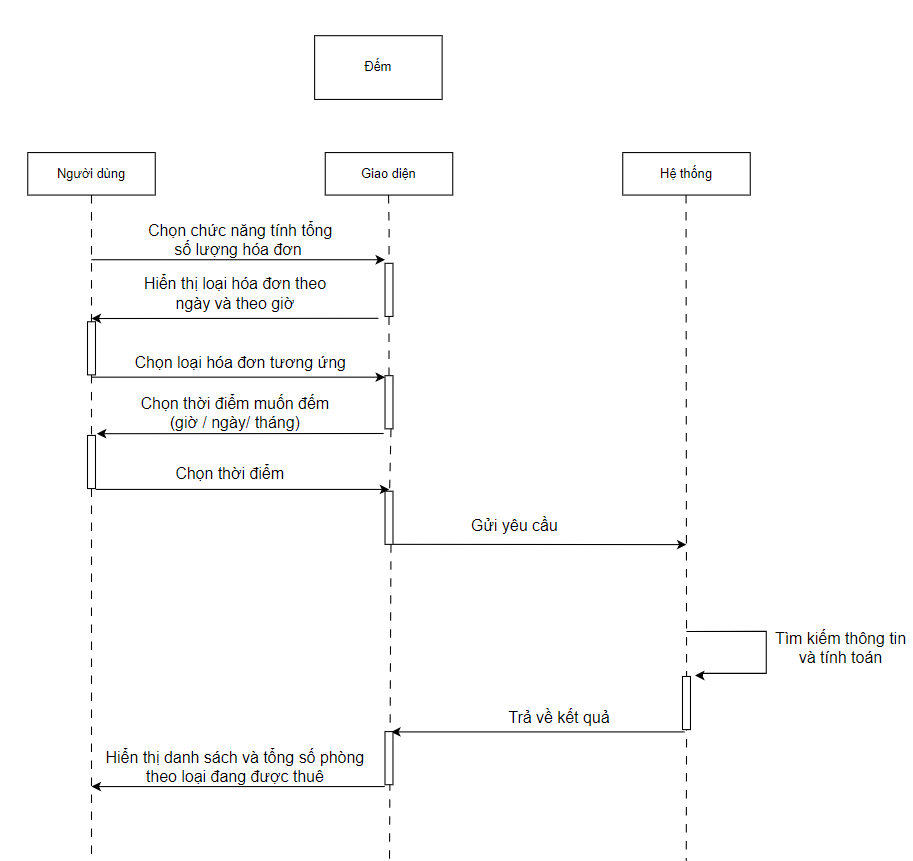 Đếm
Người dùng
Giao diện
Hệ thống
Chọn chức năng tính tổng
số lượng hóa đơn
Hiển thị loại hóa đơn theo
ngày và theo giờ
Chọn loại hóa đơn tương ứng
Chọn thời điểm muốn đếm
(giờ / ngày/ tháng)
Chọn thời điểm
Gửi yêu cầu
Tìm kiếm thông tin
và tính toán
Trả về kết quả
Hiển thị danh sách và tổng số phòng
theo loại đang được thuê